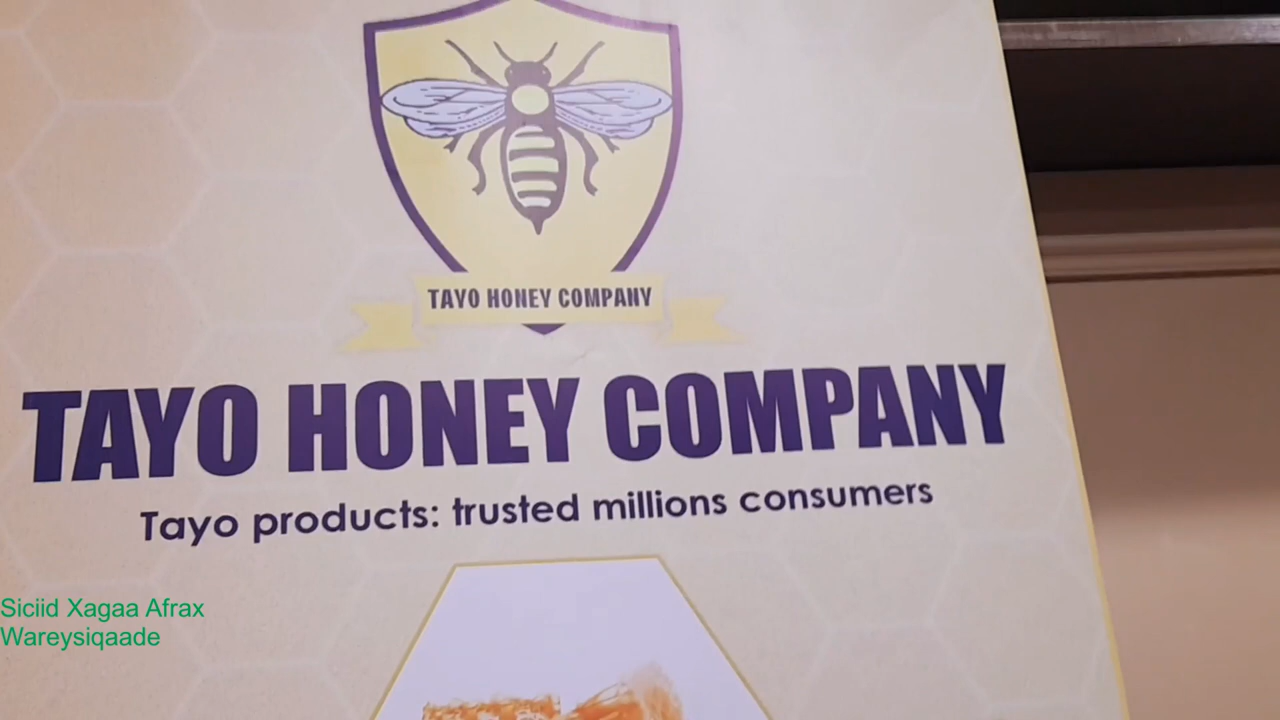 TAYO HONEY COMPANY
TAYO HONEY COMPANY
Tayo products: trusted millions consumers
Siciid Xagaa Afrax
Wareysiqaade